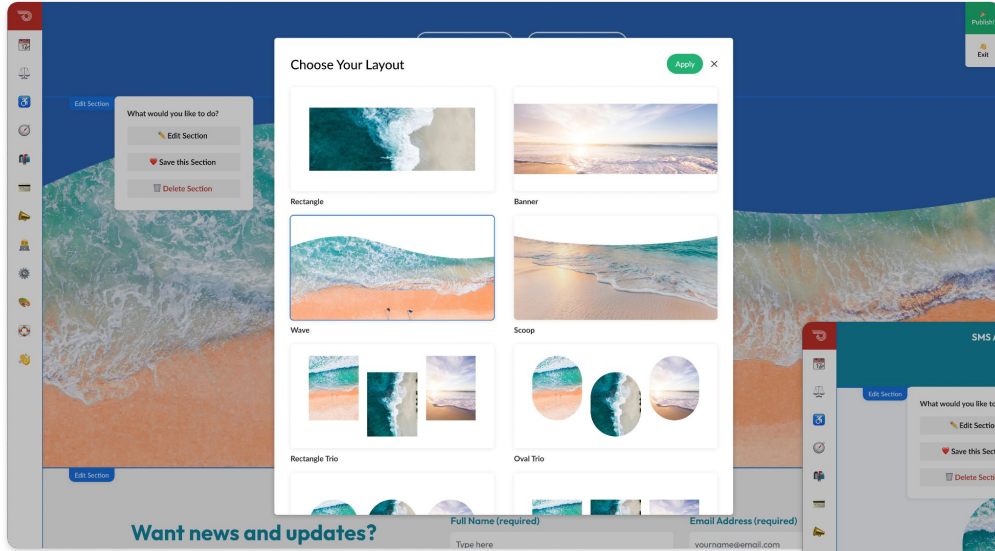 Publish!
Exit
Choose Your Layout
Apply
Edit Section
What would you like to do?
Edit Section
Save this Section
Delete Section
Rectangle
Banner
Wave
Scoop
Rectangle Trio
Oval Trio
Edit Section
Want news and updates?
Full Name (required)
Type here
Email Address (required)
yourname@email.com
SMS
Edit Section
What would you like to
Edit
Save this
Delete